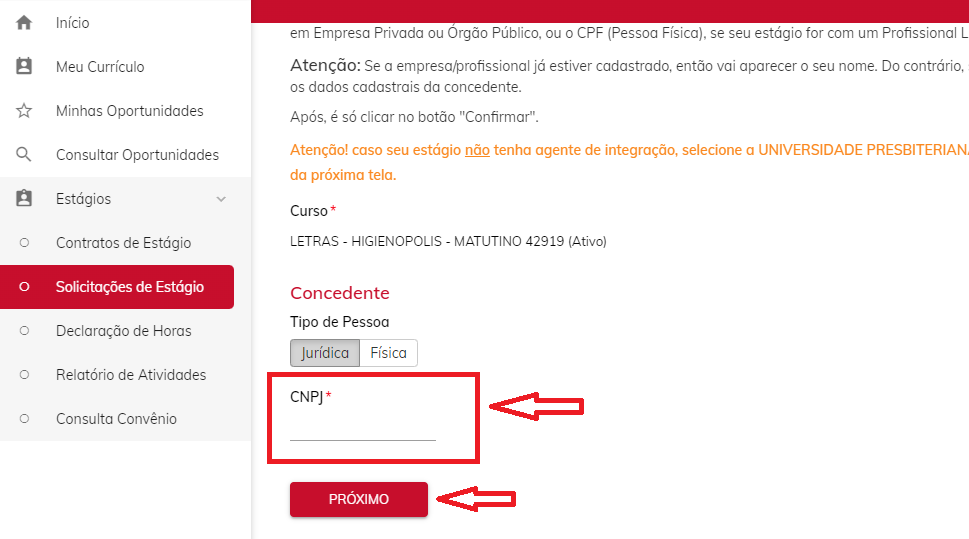 Início
Meu Currículo
Minhas Oportunidades
Consultar Oportunidades
Estágios
Contratos de Estágio
Solicitações de Estágio
Declaração de Horas
Relatório de Atividades
Consulta Convênio
em Empresa Privada ou Órgão Público, ou o CPF (Pessoa Física), se seu estágio for com um Profissional L
Atenção: Se a empresa/profissional já estiver cadastrado, então vai aparecer o seu nome. Do contrário,
os dados cadastrais da concedente.
Após, é só clicar no botão "Confirmar".
Atenção! caso seu estágio não tenha agente de integração, selecione a UNIVERSIDADE PRESBITERIANA
da próxima tela.
Curso *
LETRAS - HIGIENOPOLIS - MATUTINO 42919 (Ativo)
Concedente
Tipo de Pessoa
Jurídica Física
CNPJ *
PRÓXIMO